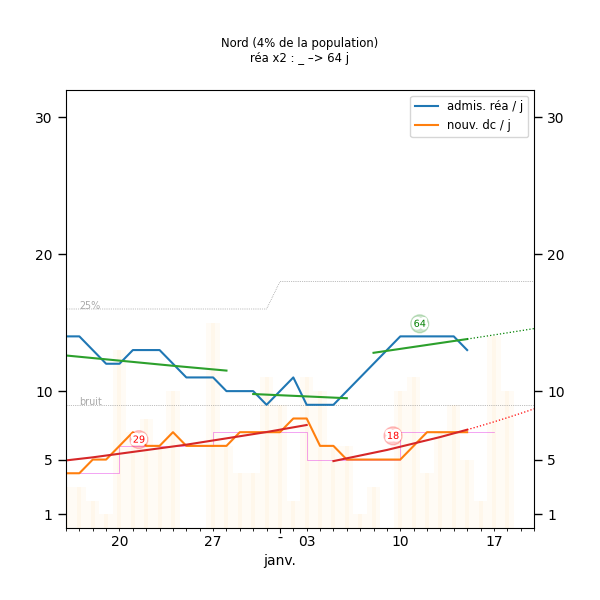 Nord (4% de la population)
réa x2 : _ –> 64 j
admis. réa / j
nouv. dc / j
30 30
20 20
10 10
5 5
1 1
25%
bruit
64
29
18
20 27 - 03 10 17
janv.